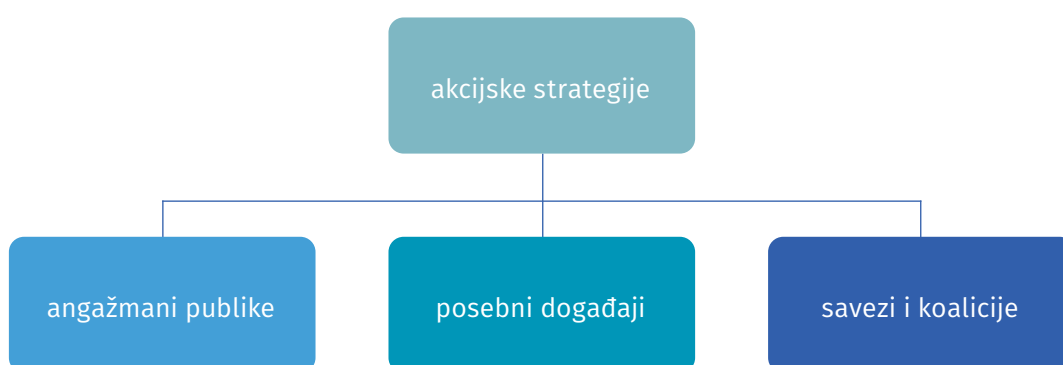 akcijske strategije
angažmani publike
posebni događaji
savezi i koalicije